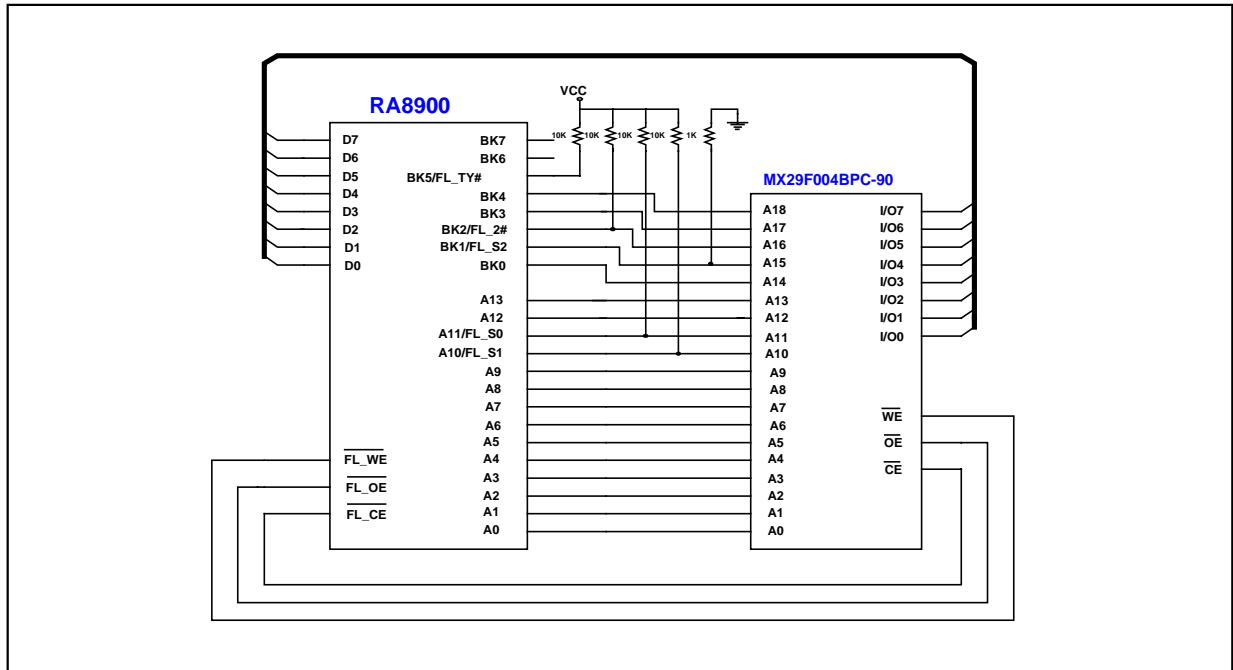 RA8900
VCC
10K
10K
10K
10K
1K
MX29F004BPC-90
D7
D6
D5
D4
D3
D2
D1
D0
FL_WE
FL_OE
FL_CE
BK7
BK6
BK5/FL_TY#
BK4
BK3
BK2/FL_2#
BK1/FL_S2
BK0
A13
A12
A11/FL_S0
A10/FL_S1
A9
A8
A7
A6
A5
A4
A3
A2
A1
A0
A18
A17
A16
A15
A14
A13
A12
A11
A10
A9
A8
A7
A6
A5
A4
A3
A2
A1
A0
I/O7
I/O6
I/O5
I/O4
I/O3
I/O2
I/O1
I/O0
WE
OE
CE